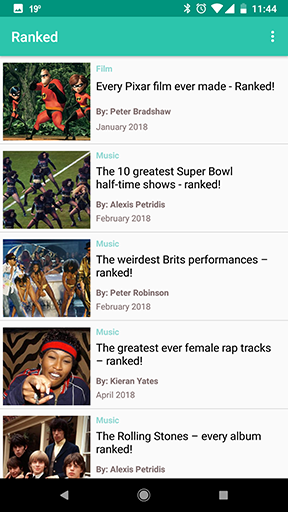 19º
11:44
Ranked
Film
Every Pixar film ever made - Ranked!
By: Peter Bradshaw
January 2018
Music
The 10 greatest Super Bowl
half-time shows - ranked!
By: Alexis Petridis
February 2018
Music
The weirdest Brits performances –
ranked!
By: Peter Robinson
February 2018
Music
The greatest ever female rap tracks
– ranked!
By: Kieran Yates
April 2018
Music
The Rolling Stones – every album
ranked!
By: Alexis Petridis